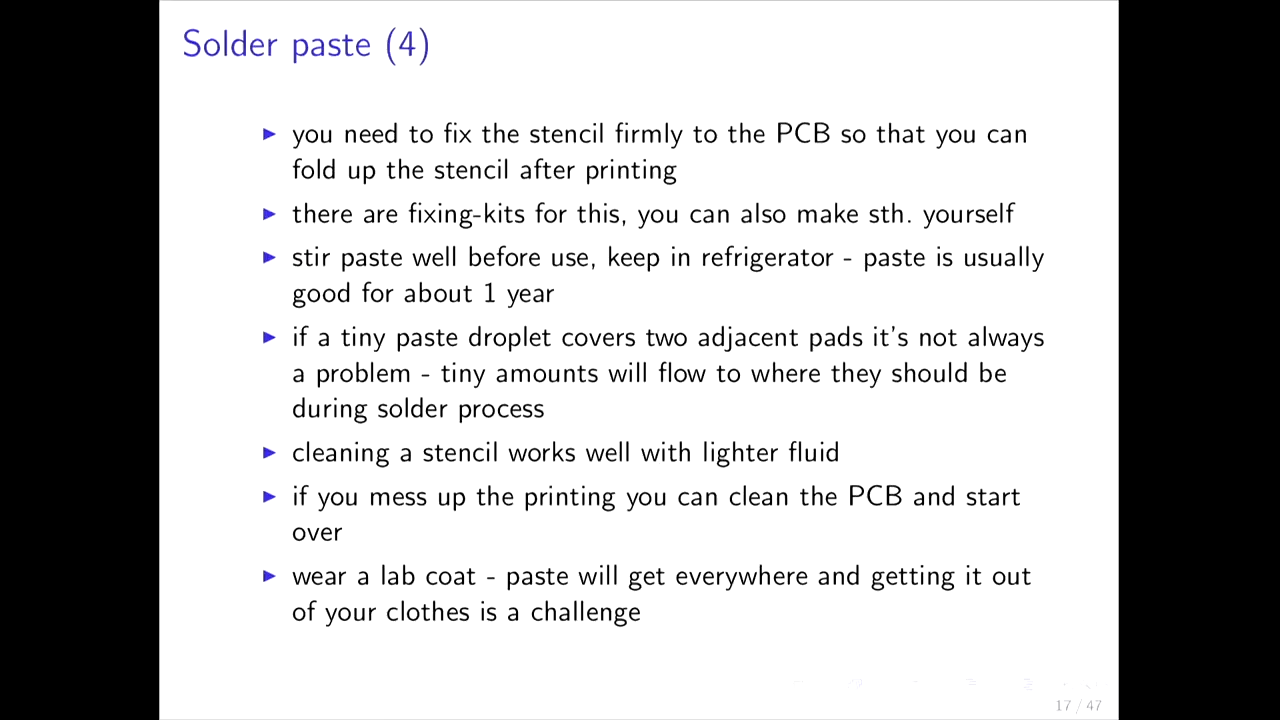 Solder paste (4)
you need to fix the stencil firmly to the PCB so that you can
fold up the stencil after printing
there are fixing-kits for this, you can also make sth. yourself
stir paste well before use, keep in refrigerator - paste is usually
good for about 1 year
if a tiny paste droplet covers two adjacent pads it's not always
a problem - tiny amounts will flow to where they should be
during solder process
cleaning a stencil works well with lighter fluid
if you mess up the printing you can clean the PCB and start
over
wear a lab coat - paste will get everywhere and getting it out
of your clothes is a challenge
17 / 47